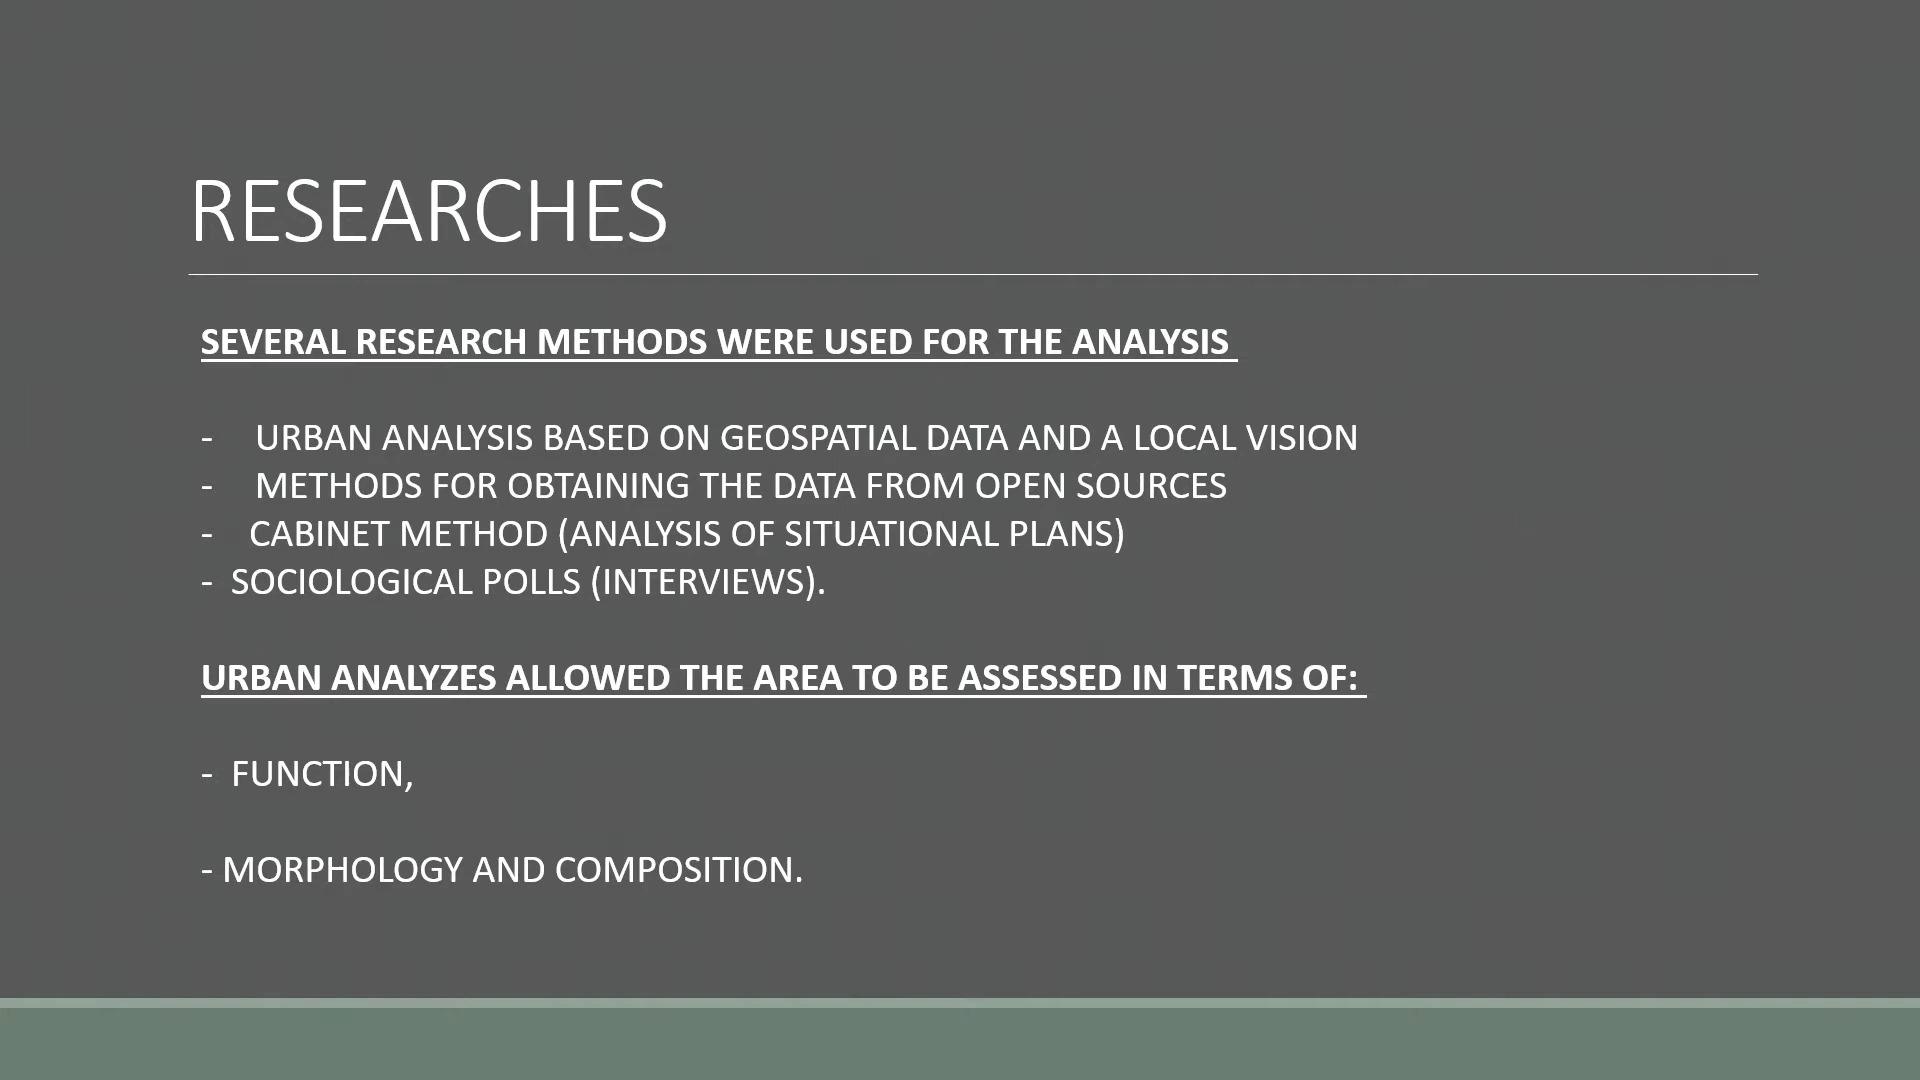 RESEARCHES
SEVERAL RESEARCH METHODS WERE USED FOR THE ANALYSIS
- URBAN ANALYSIS BASED ON GEOSPATIAL DATA AND A LOCAL VISION
- METHODS FOR OBTAINING THE DATA FROM OPEN SOURCES
- CABINET METHOD (ANALYSIS OF SITUATIONAL PLANS)
- SOCIOLOGICAL POLLS (INTERVIEWS).
URBAN ANALYZES ALLOWED THE AREA TO BE ASSESSED IN TERMS OF:
- FUNCTION,
- MORPHOLOGY AND COMPOSITION.